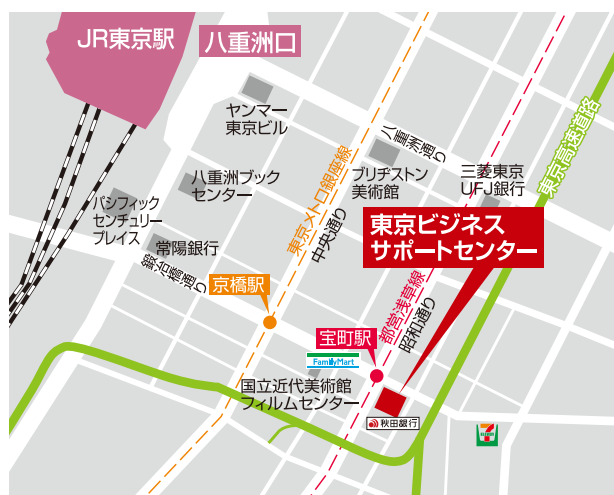 JR東京駅
八重洲口
ヤンマー
東京ビル
八重洲通り
八重洲ブック
センター
ブリヂストン
美術館
三菱東京
UFJ銀行
東京高速道路
パシフィック
センチュリー
プレイス
常陽銀行
鍛冶橋通り
東京メトロ銀座線
中央通り
東京ビジネス
サポートセンター
京橋駅
宝町駅
都営浅草線
昭和通り
FamilyMart
国立近代美術館
フィルムセンター
秋田銀行